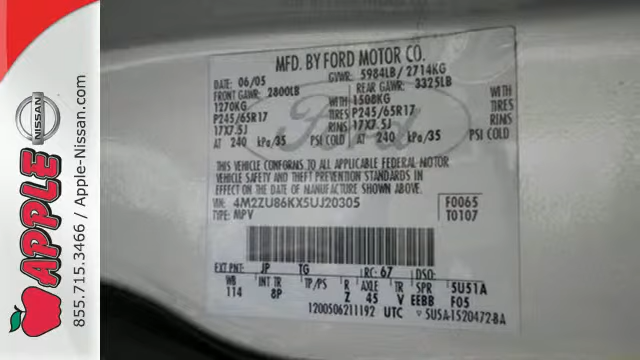 NISSAN
APPLE
855.715.3466 / Apple-Nissan.com
MFD. BY FORD MOTOR CO.
DATE: 06/05 GVWR: 5984LB/ 2714KG
FRONT GAWR: 2800LB REAR GAWR: 3325LB
1270KG WITH 1508KG WITH
P245/65R17 TIRES P245/65R17 TIRES
17X7.5J RIMS 17X7.5J RIMS
AT 240 kPa/35 PSI COLD AT 240 kPa/35 PSI COLD
THIS VEHICLE CONFORMS TO ALL APPLICABLE FEDERAL MOTOR
VEHICLE SAFETY AND THEFT PREVENTION STANDARDS IN
EFFECT ON THE DATE OF MANUFACTURE SHOWN ABOVE.
VIN: 4M2ZU86KX5UJ20305 F0065
TYPE: MPV T0107
EXT PNT: JP TG RC: 67 DSO:
WB INT TR TP/PS R AXLE TR SPR 5U51A
114 8P Z 45 V EEBB F05
1200506211192 UTC 5U5A-1520472-BA
Ford